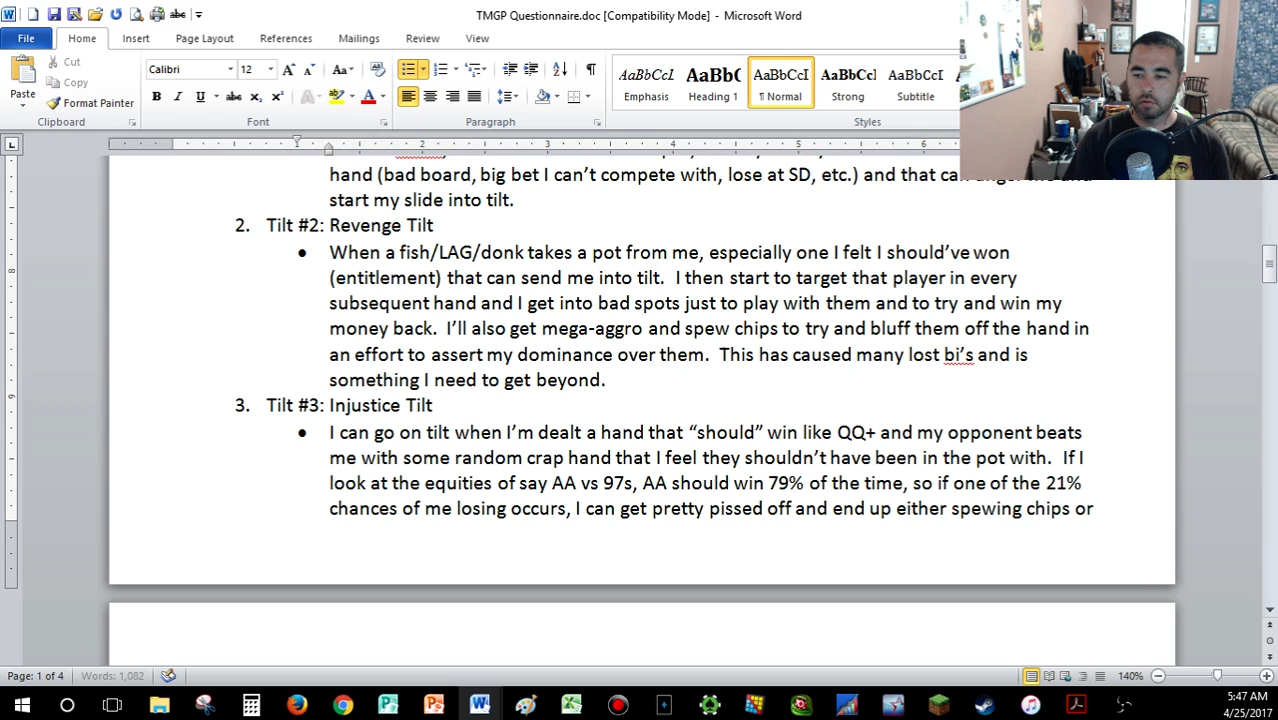 TMGP Questionnaire.doc [Compatibility Mode] - Microsoft Word
File Home Insert Page Layout References Mailings Review View
Paste
Cut
Copy
Format Painter
Clipboard
Calibri 12
Font
Paragraph
AaBbCcI Emphasis
AaBbC Heading 1
AaBbCcI ¶ Normal
AaBbCcI Strong
AaBbCcI Subtitle
Styles
1 2 3 4 5 6
hand (bad board, big bet I can't compete with, lose at SD, etc.) and that can
start my slide into tilt.
2. Tilt #2: Revenge Tilt
• When a fish/LAG/donk takes a pot from me, especially one I felt I should've won
(entitlement) that can send me into tilt. I then start to target that player in every
subsequent hand and I get into bad spots just to play with them and to try and win my
money back. I'll also get mega-aggro and spew chips to try and bluff them off the hand in
an effort to assert my dominance over them. This has caused many lost bi's and is
something I need to get beyond.
3. Tilt #3: Injustice Tilt
• I can go on tilt when I'm dealt a hand that “should” win like QQ+ and my opponent beats
me with some random crap hand that I feel they shouldn't have been in the pot with. If I
look at the equities of say AA vs 97s, AA should win 79% of the time, so if one of the 21%
chances of me losing occurs, I can get pretty pissed off and end up either spewing chips or
Page: 1 of 4 Words: 1,082 140%
5:47 AM
4/25/2017